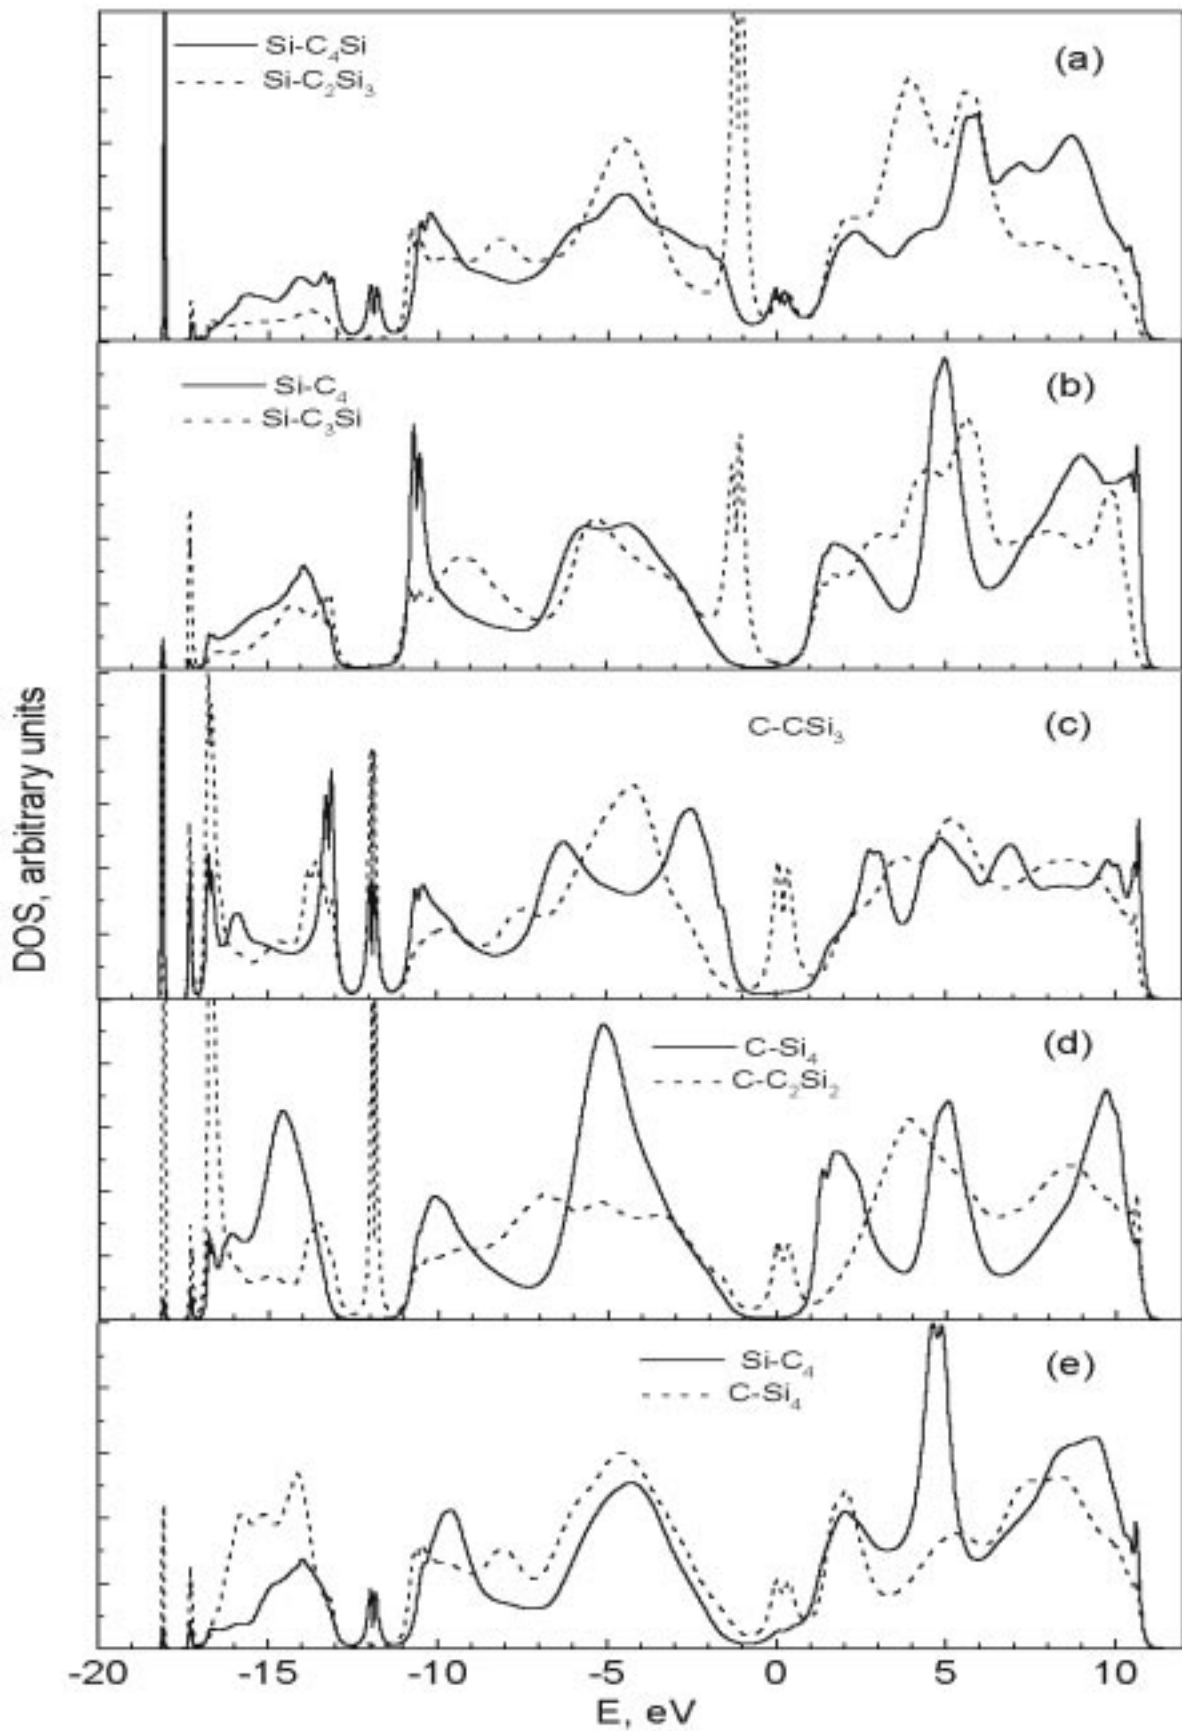 Si-C₄Si
Si-C₂Si₃
(a)
Si-C₄
Si-C₃Si
(b)
C-CSi₃
(c)
C-Si₄
C-C₂Si₂
(d)
Si-C₄
C-Si₄
(e)
DOS, arbitrary units
-20 -15 -10 -5 0 5 10
E, eV